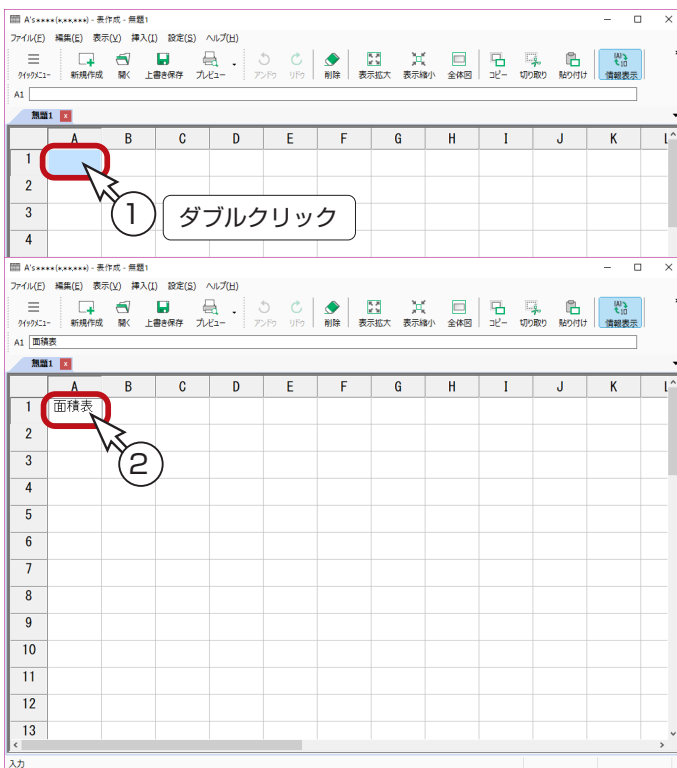 A's****(*,**,***) - 表作成 - 無題1
ファイル(F) 編集(E) 表示(V) 挿入(I) 設定(S) ヘルプ(H)
クイックメニュー 新規作成 開く 上書き保存 プレビュー アンドゥ リドゥ 削除 表示拡大 表示縮小 全体図 コピー 切り取り 貼り付け 情報表示
A1
無題1
A B C D E F G H I J K L
1
2
3
4
1 ダブルクリック
A's****(*,**,***) - 表作成 - 無題1
ファイル(F) 編集(E) 表示(V) 挿入(I) 設定(S) ヘルプ(H)
クイックメニュー 新規作成 開く 上書き保存 プレビュー アンドゥ リドゥ 削除 表示拡大 表示縮小 全体図 コピー 切り取り 貼り付け 情報表示
A1 面積表
無題1
A B C D E F G H I J K L
1 面積表
2
2
3
4
5
6
7
8
9
10
11
12
13
入力